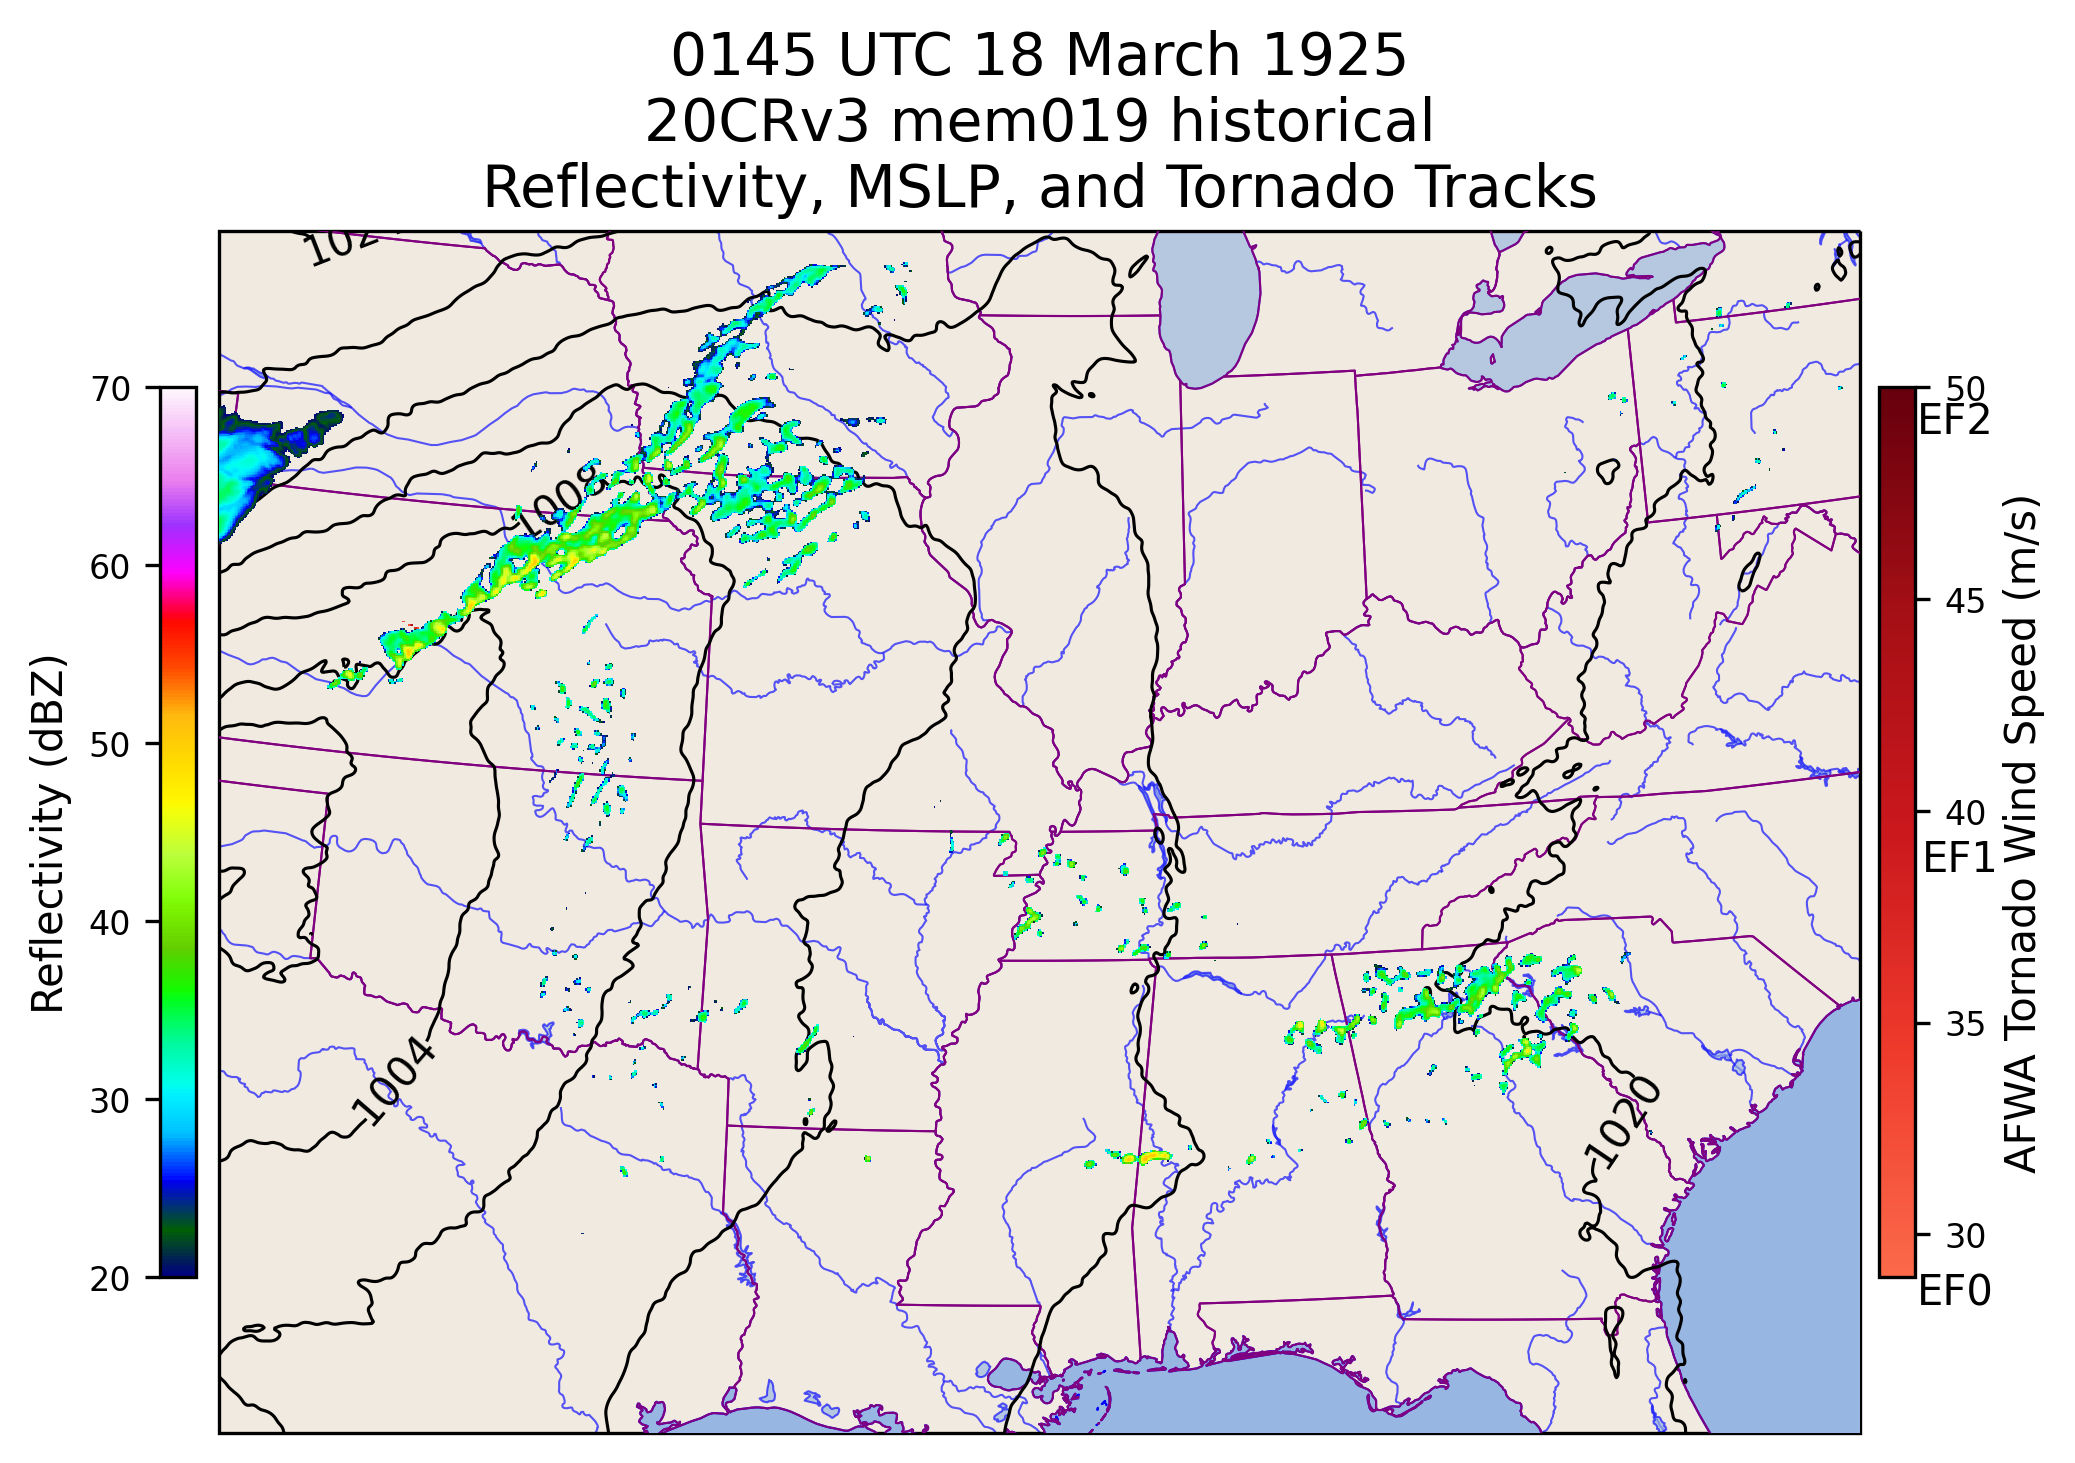 0145 UTC 18 March 1925
20CRv3 mem019 historical
Reflectivity, MSLP, and Tornado Tracks
Reflectivity (dBZ)
70
60
50
40
30
20
1008
1004
1020
50
EF2
45
40
EF1
35
30
EF0
AFWA Tornado Wind Speed (m/s)